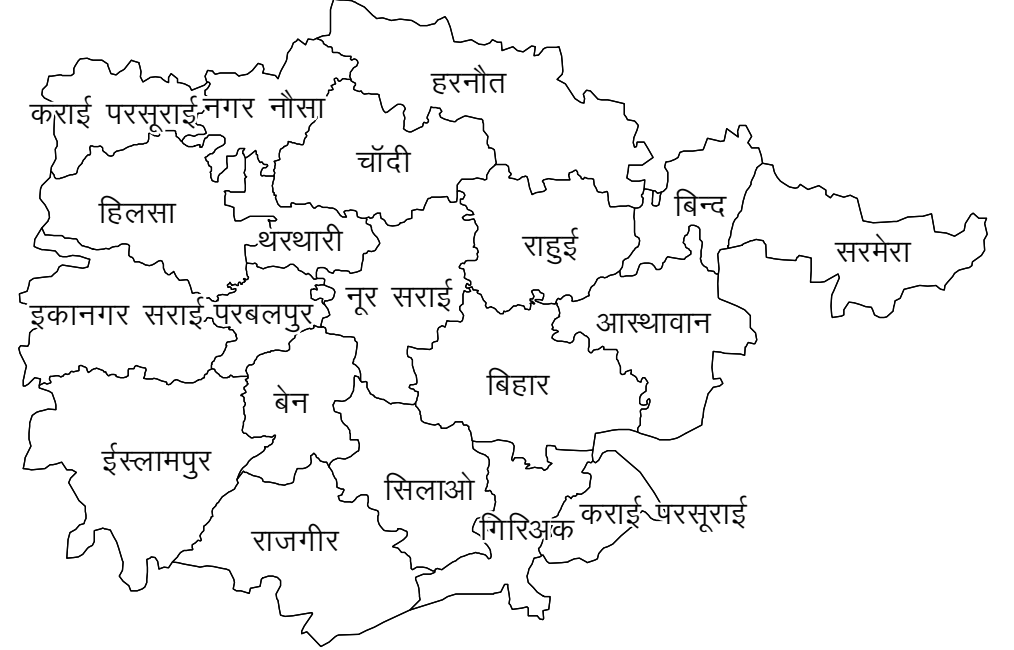 हरनौत
कराई परसूराई
नगर नौसा
चॉदी
हिलसा
बिन्द
थरथारी
राहुई
सरमेरा
नूर सराई
इकानगर सराई
परबलपुर
आस्थावान
बिहार
बेन
ईस्लामपुर
सिलाओ
कराई परसूराई
गिरिअक
राजगीर